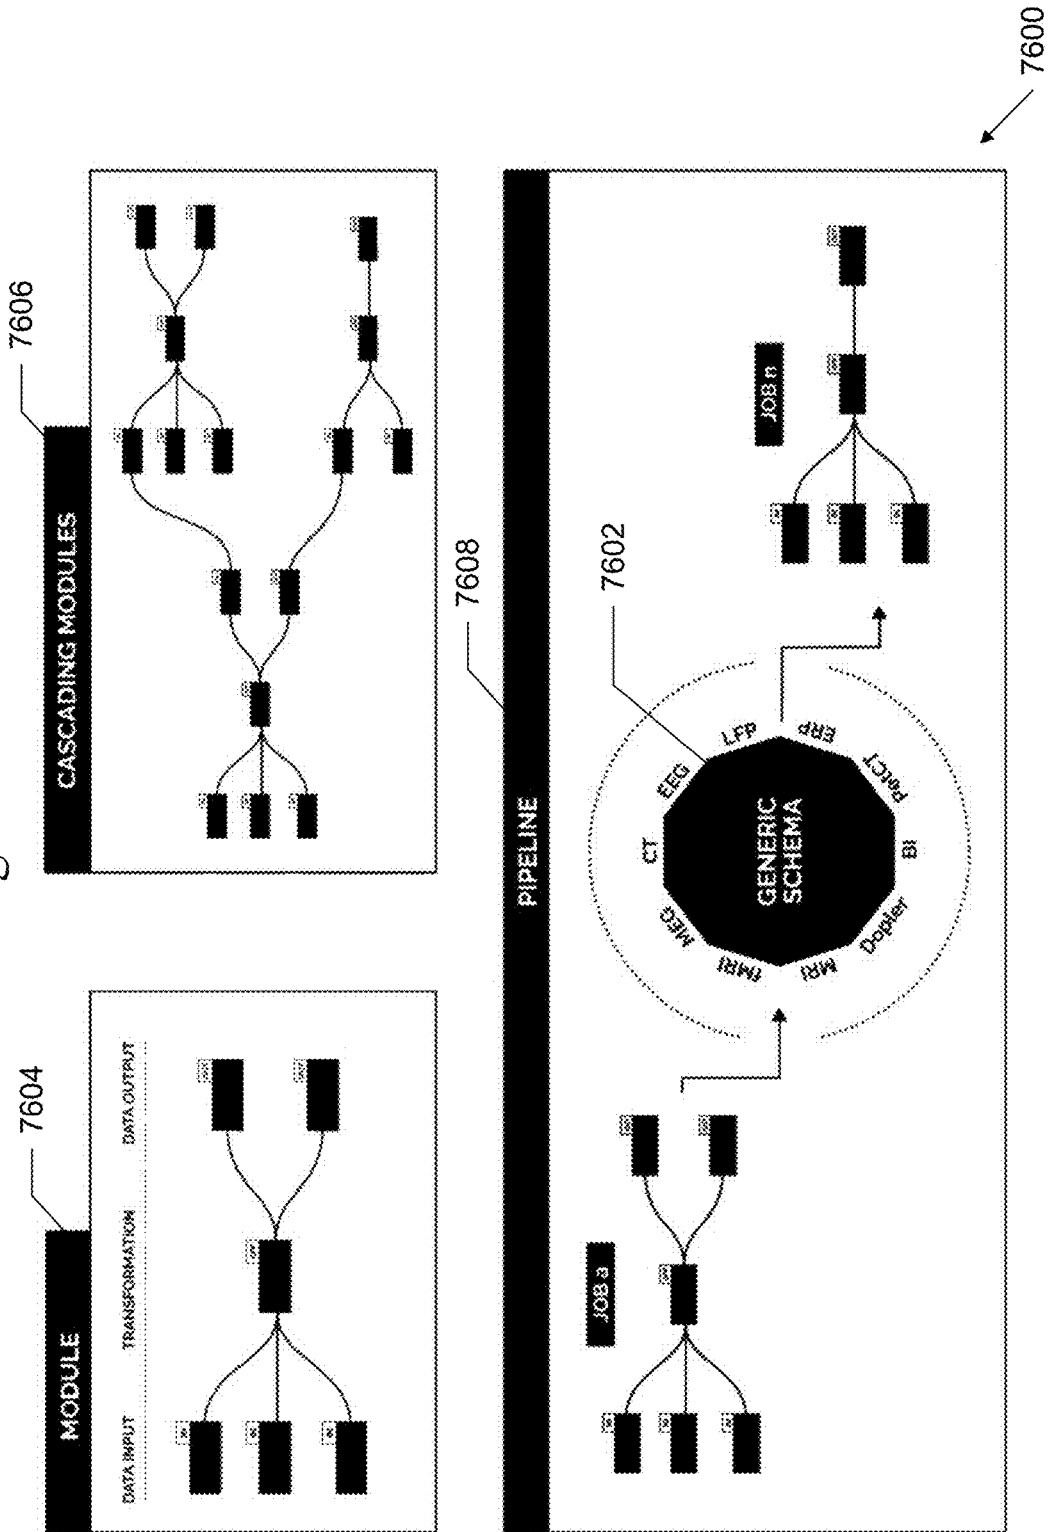 7604
MODULE
DATA INPUT
TRANSFORMATION
DATA OUTPUT
7606
CASCADING MODULES
7608
PIPELINE
JOB a
7602
GENERIC
SCHEMA
CT
EEG
LFP
ERP
PetCT
BI
Dopler
MRI
fMRI
MEG
JOB n
7600